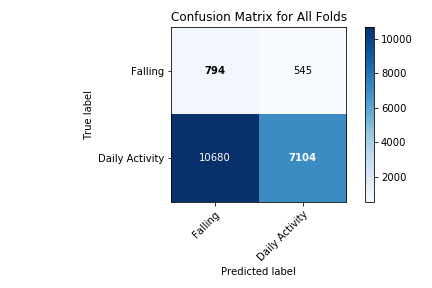 Confusion Matrix for All Folds
Falling
794
545
Daily Activity
10680
7104
True label
Falling
Daily Activity
Predicted label
10000
8000
6000
4000
2000